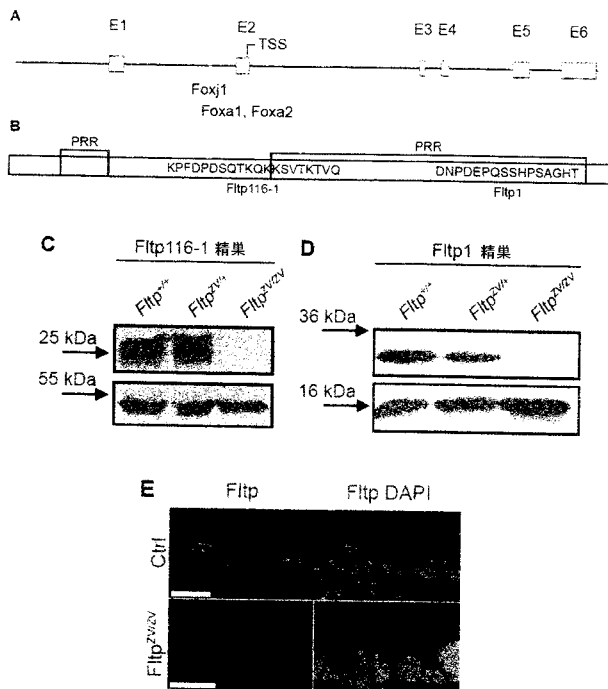 A
E1 E2 E3 E4 E5 E6
TSS
Foxj1
Foxa1, Foxa2
B
PRR PRR
KPFDPDSQTKQKKSVTKTVQ DNPDEPQSSHPSAGHT
Fltp116-1 Fltp1
C
Fltp116-1 精巣
Fltp+/+ FltpZV/+ FltpZV/ZV
25 kDa
55 kDa
D
Fltp1 精巣
Fltp+/+ FltpZV/+ FltpZV/ZV
36 kDa
16 kDa
E
Fltp Fltp DAPI
Ctrl
FltpZV/ZV